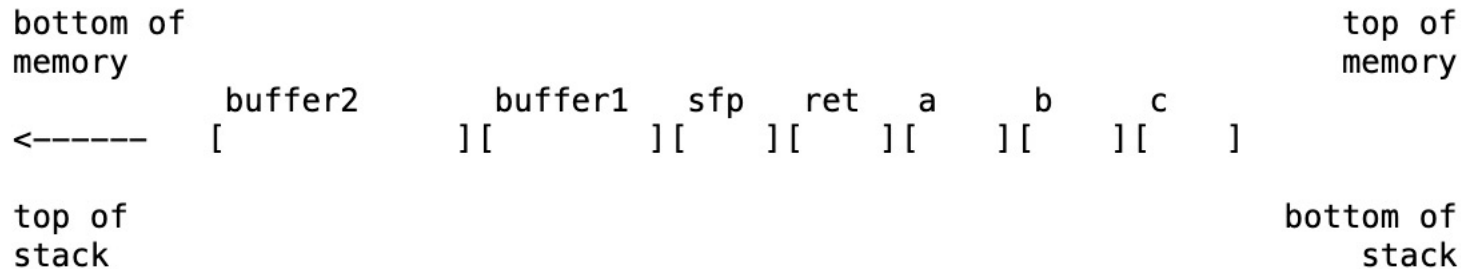 bottom of top of
memory memory
buffer2 buffer1 sfp ret a b c
<------ [ ][ ][ ][ ][ ][ ][ ]
top of bottom of
stack stack